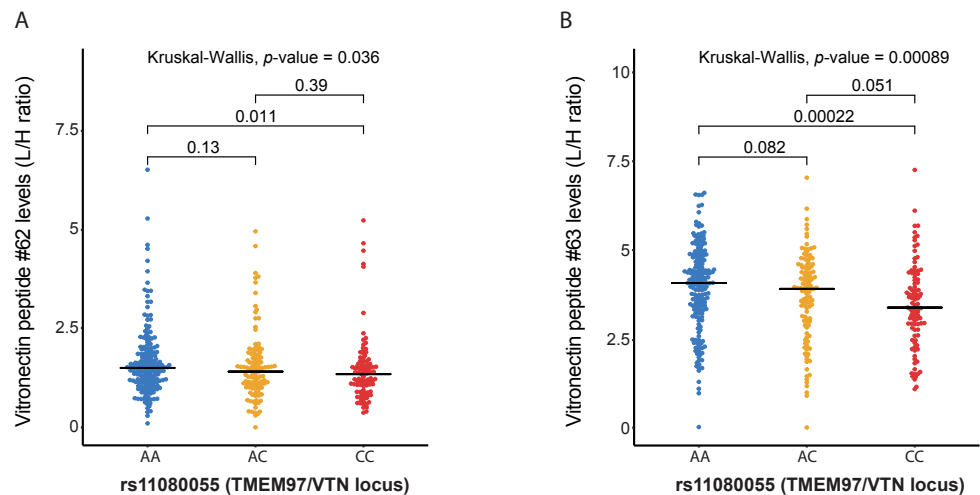 A
Kruskal-Wallis, p-value = 0.036
0.39
0.011
0.13
Vitronectin peptide #62 levels (L/H ratio)
7.5
5
2.5
0
AA AC CC
rs11080055 (TMEM97/VTN locus)
B
Kruskal-Wallis, p-value = 0.00089
0.051
0.00022
0.082
Vitronectin peptide #63 levels (L/H ratio)
10
7.5
5
2.5
0
AA AC CC
rs11080055 (TMEM97/VTN locus)